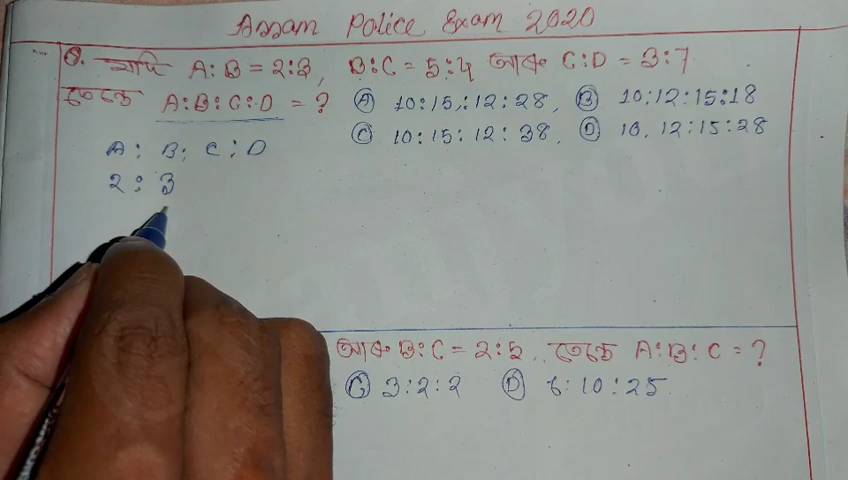 Assam Police Exam 2020
Q. যদি A:B = 2:3, B:C = 5:4 আৰু C:D = 3:7
তেন্তে A:B:C:D = ? Ⓐ 10:15:12:28, Ⓑ 10:12:15:18
Ⓒ 10:15:12:38, Ⓓ 10,12:15:28
A: B: C:D
2:3
আৰু B:C = 2:5, তেন্তে A:B:C = ?
Ⓒ 3:2:2 Ⓓ 6:10:25